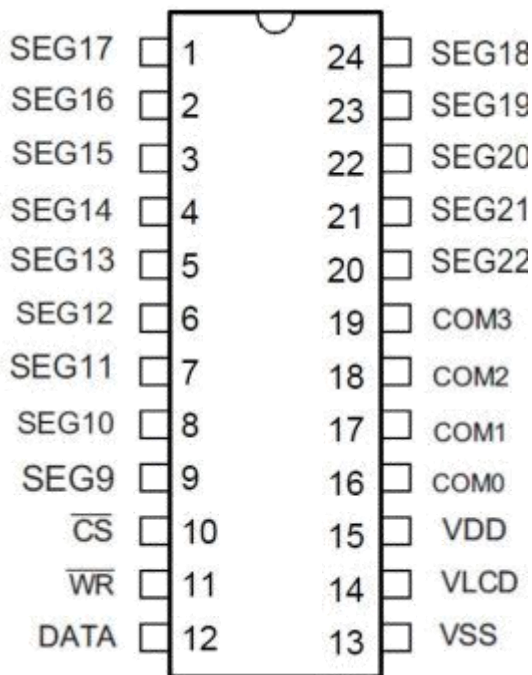 SEG17 1 24 SEG18
SEG16 2 23 SEG19
SEG15 3 22 SEG20
SEG14 4 21 SEG21
SEG13 5 20 SEG22
SEG12 6 19 COM3
SEG11 7 18 COM2
SEG10 8 17 COM1
SEG9 9 16 COM0
C̅S̅ 10 15 VDD
W̅R̅ 11 14 VLCD
DATA 12 13 VSS